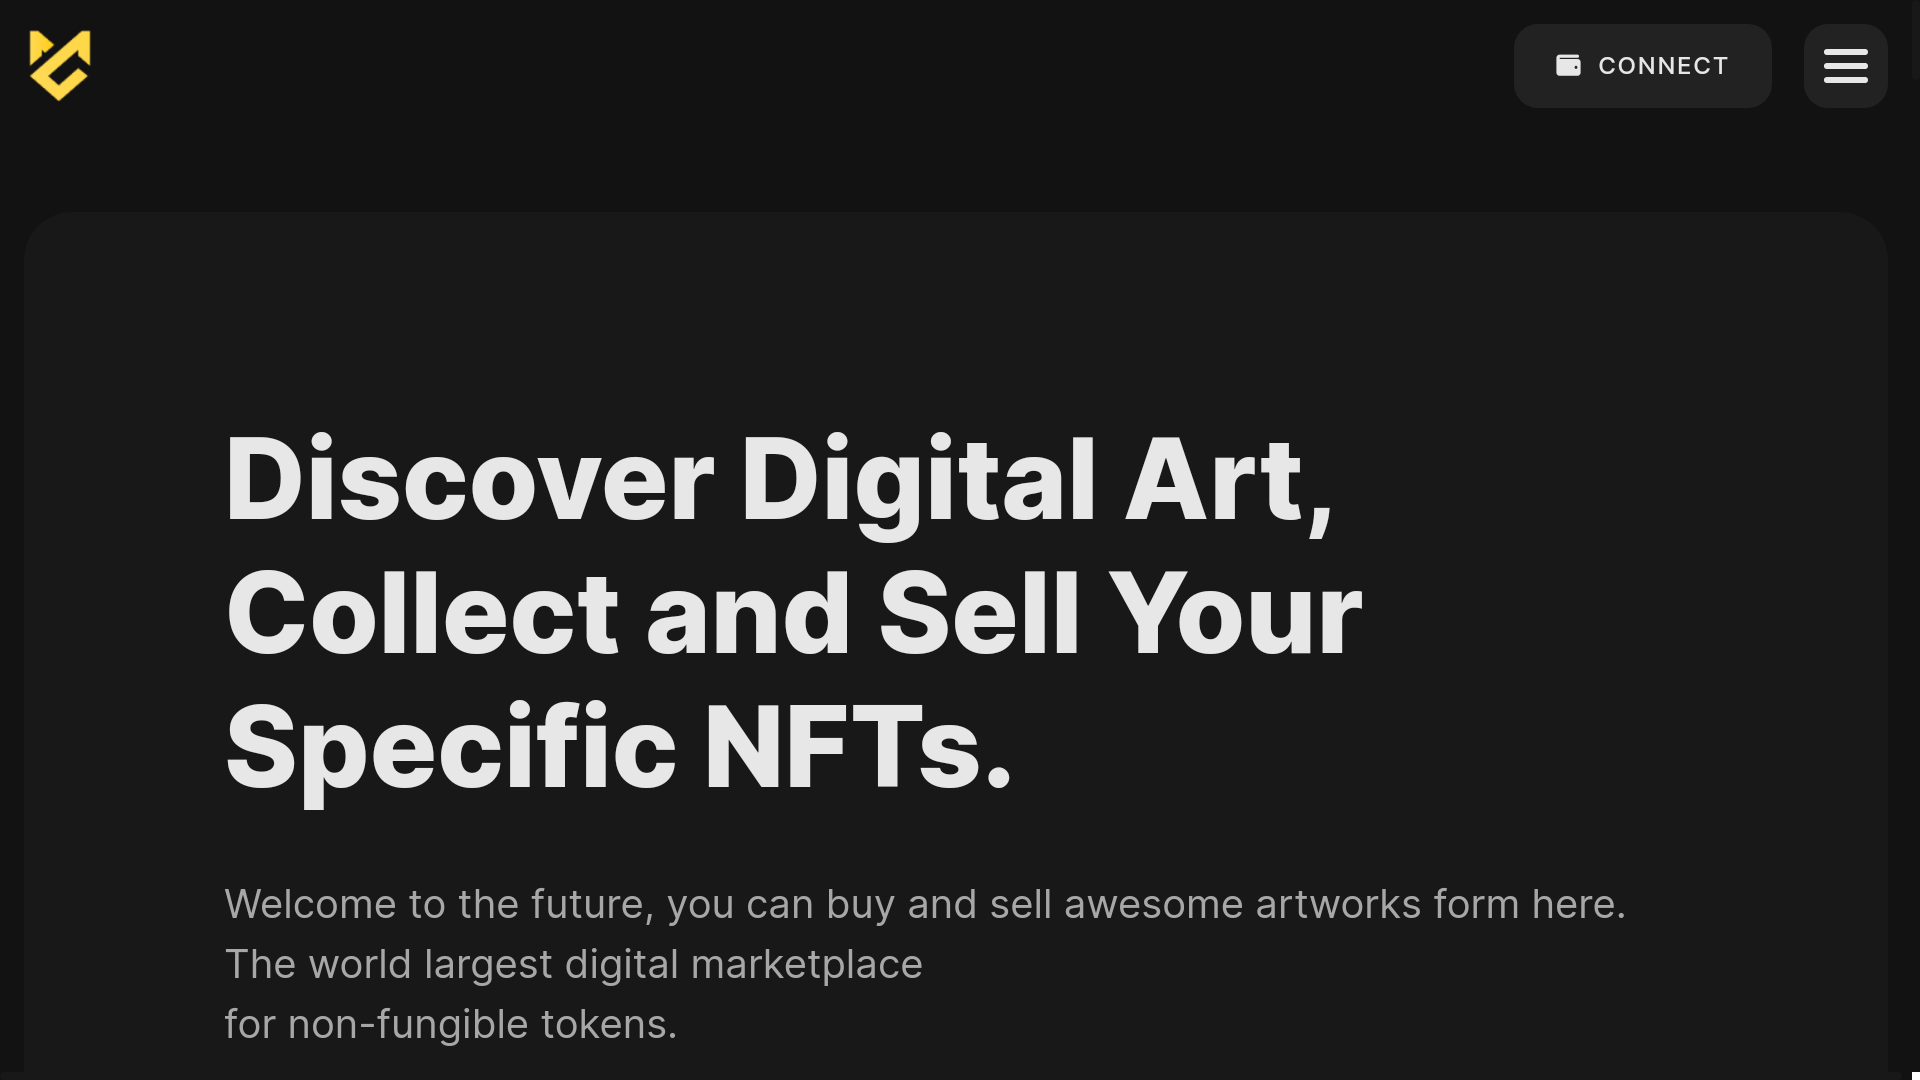 CONNECT
Discover Digital Art,
Collect and Sell Your
Specific NFTs.
Welcome to the future, you can buy and sell awesome artworks form here.
The world largest digital marketplace
for non-fungible tokens.